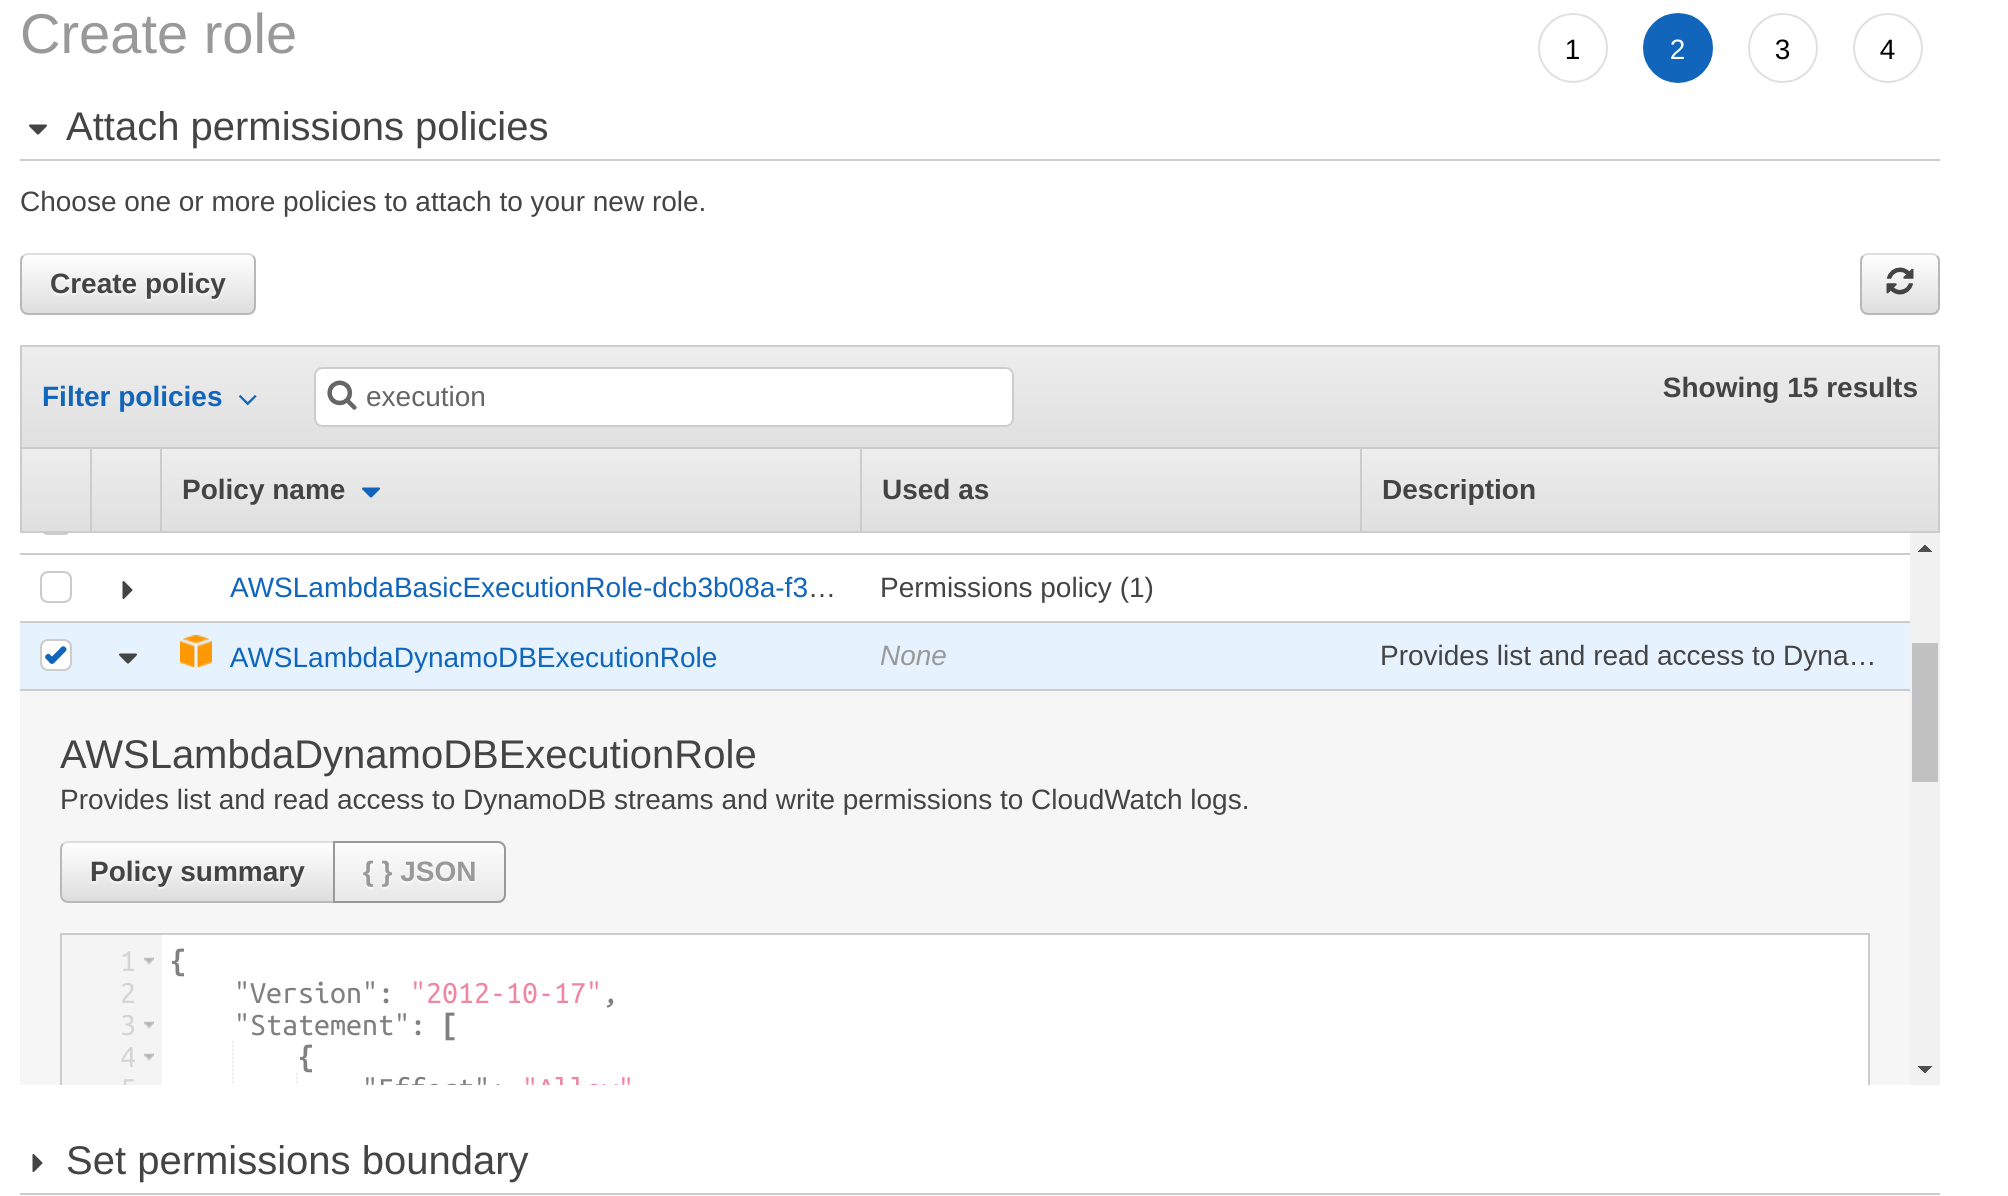 Create role
1 2 3 4
Attach permissions policies
Choose one or more policies to attach to your new role.
Create policy
Filter policies execution Showing 15 results
Policy name Used as Description
AWSLambdaBasicExecutionRole-dcb3b08a-f3… Permissions policy (1)
AWSLambdaDynamoDBExecutionRole None Provides list and read access to Dyna…
AWSLambdaDynamoDBExecutionRole
Provides list and read access to DynamoDB streams and write permissions to CloudWatch logs.
Policy summary { } JSON
1 {
2 "Version": "2012-10-17",
3 "Statement": [
4 {
5 "Effect": "Allow"
Set permissions boundary